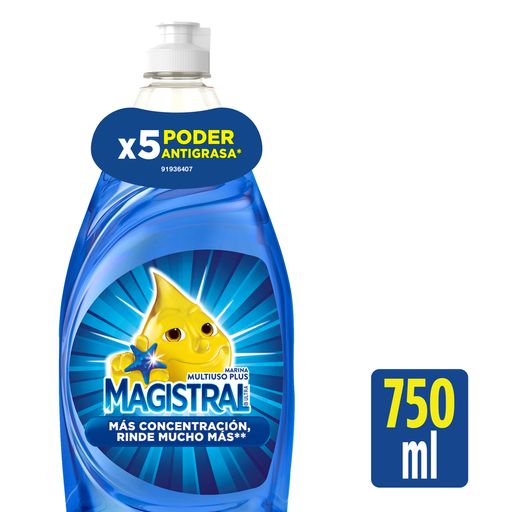 x5 PODER
ANTIGRASA*
91936407
MARINA
MULTIUSO PLUS
MAGISTRAL
ULTRA
MÁS CONCENTRACIÓN,
RINDE MUCHO MÁS**
750
ml